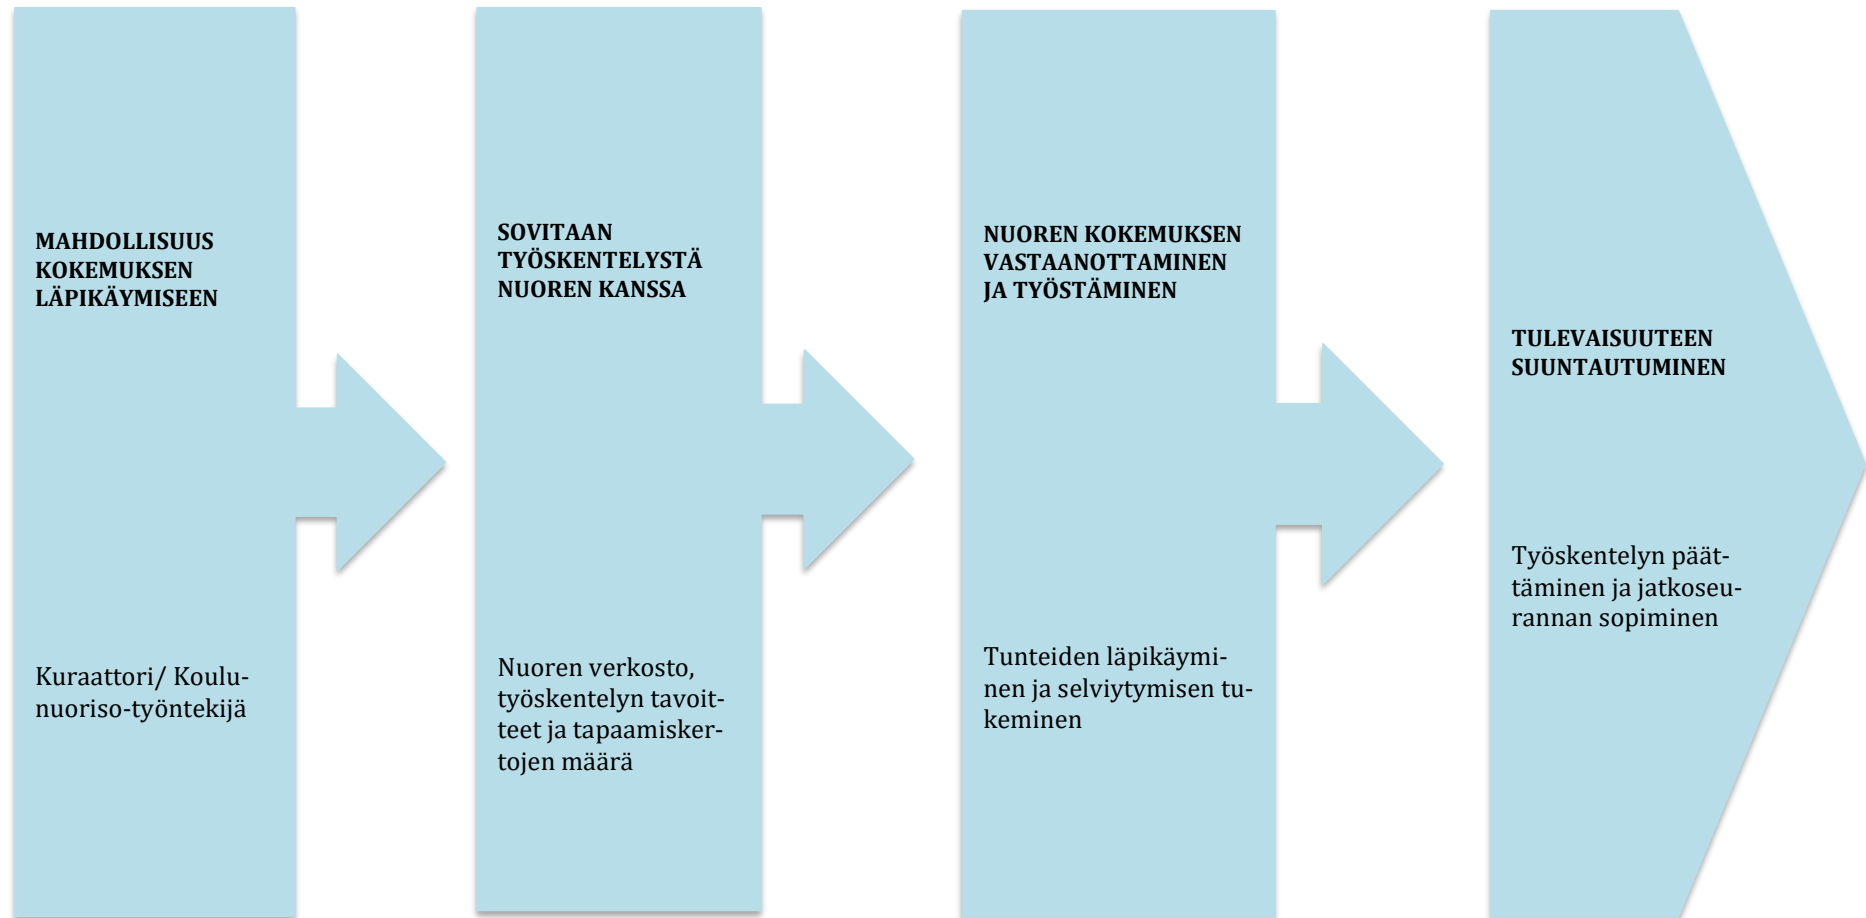 MAHDOLLISUUS
KOKEMUKSEN
LÄPIKÄYMISEEN
Kuraattori/ Koulu-
nuoriso-työntekijä
SOVITAAN
TYÖSKENTELYSTÄ
NUOREN KANSSA
Nuoren verkosto,
työskentelyn tavoit-
teet ja tapaamisker-
tojen määrä
NUOREN KOKEMUKSEN
VASTAANOTTAMINEN
JA TYÖSTÄMINEN
Tunteiden läpikäymi-
nen ja selviytymisen tu-
keminen
TULEVAISUUTEEN
SUUNTAUTUMINEN
Työskentelyn päät-
täminen ja jatkoseu-
rannan sopiminen